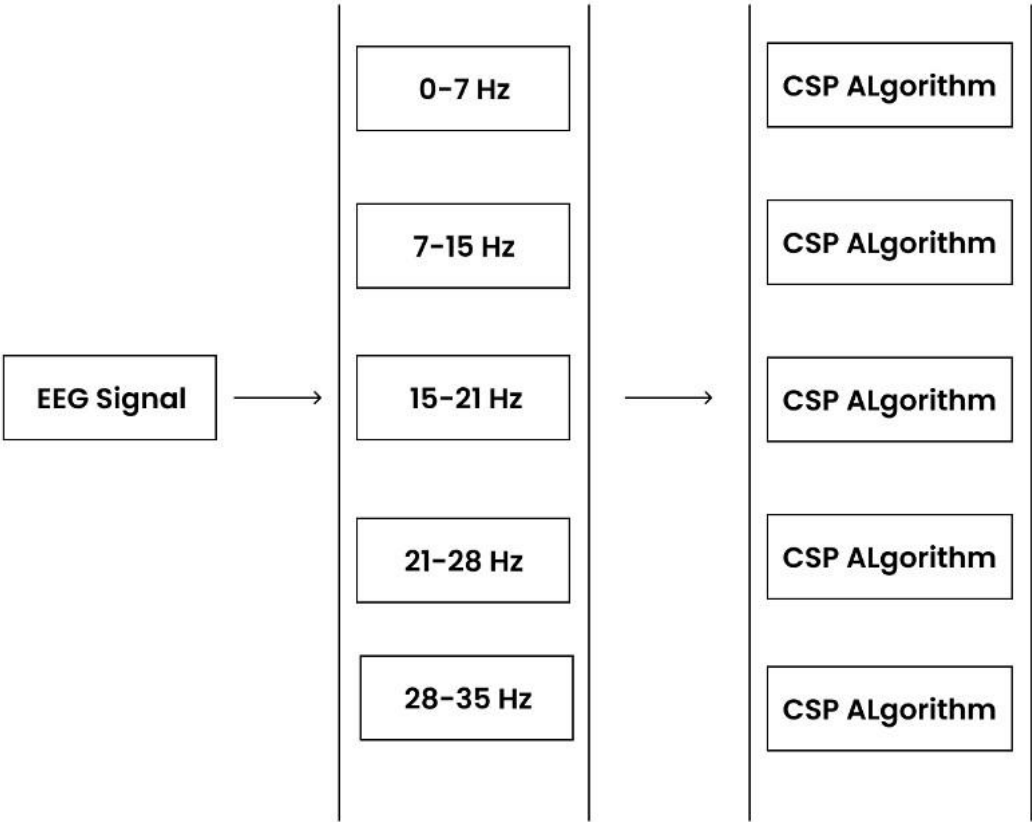 EEG Signal
0-7 Hz
7-15 Hz
15-21 Hz
21-28 Hz
28-35 Hz
CSP ALgorithm
CSP ALgorithm
CSP ALgorithm
CSP ALgorithm
CSP ALgorithm